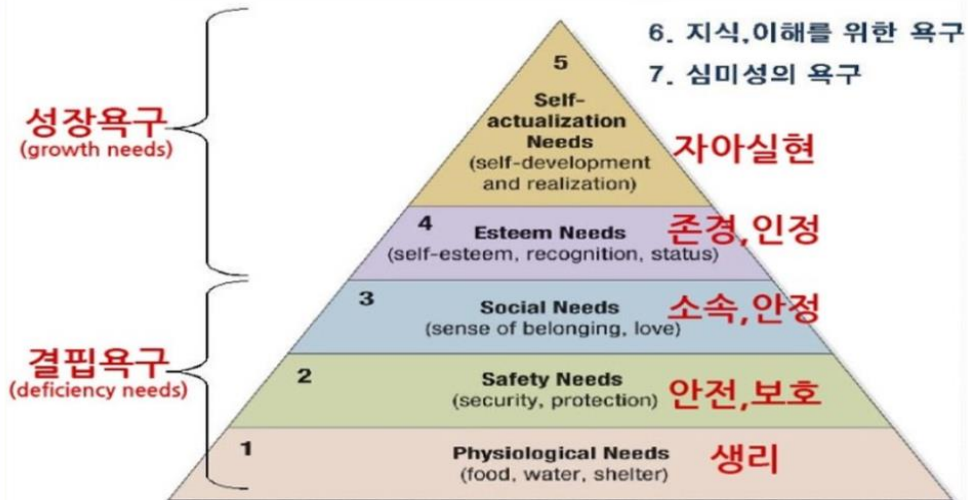 6. 지식,이해를 위한 욕구
7. 심미성의 욕구
성장욕구
(growth needs)
5
Self-
actualization
Needs
(self-development
and realization)
자아실현
4
Esteem Needs
(self-esteem, recognition, status)
존경,인정
3
Social Needs
(sense of belonging, love)
소속,안정
결핍욕구
(deficiency needs)
2
Safety Needs
(security, protection)
안전,보호
1
Physiological Needs
(food, water, shelter)
생리